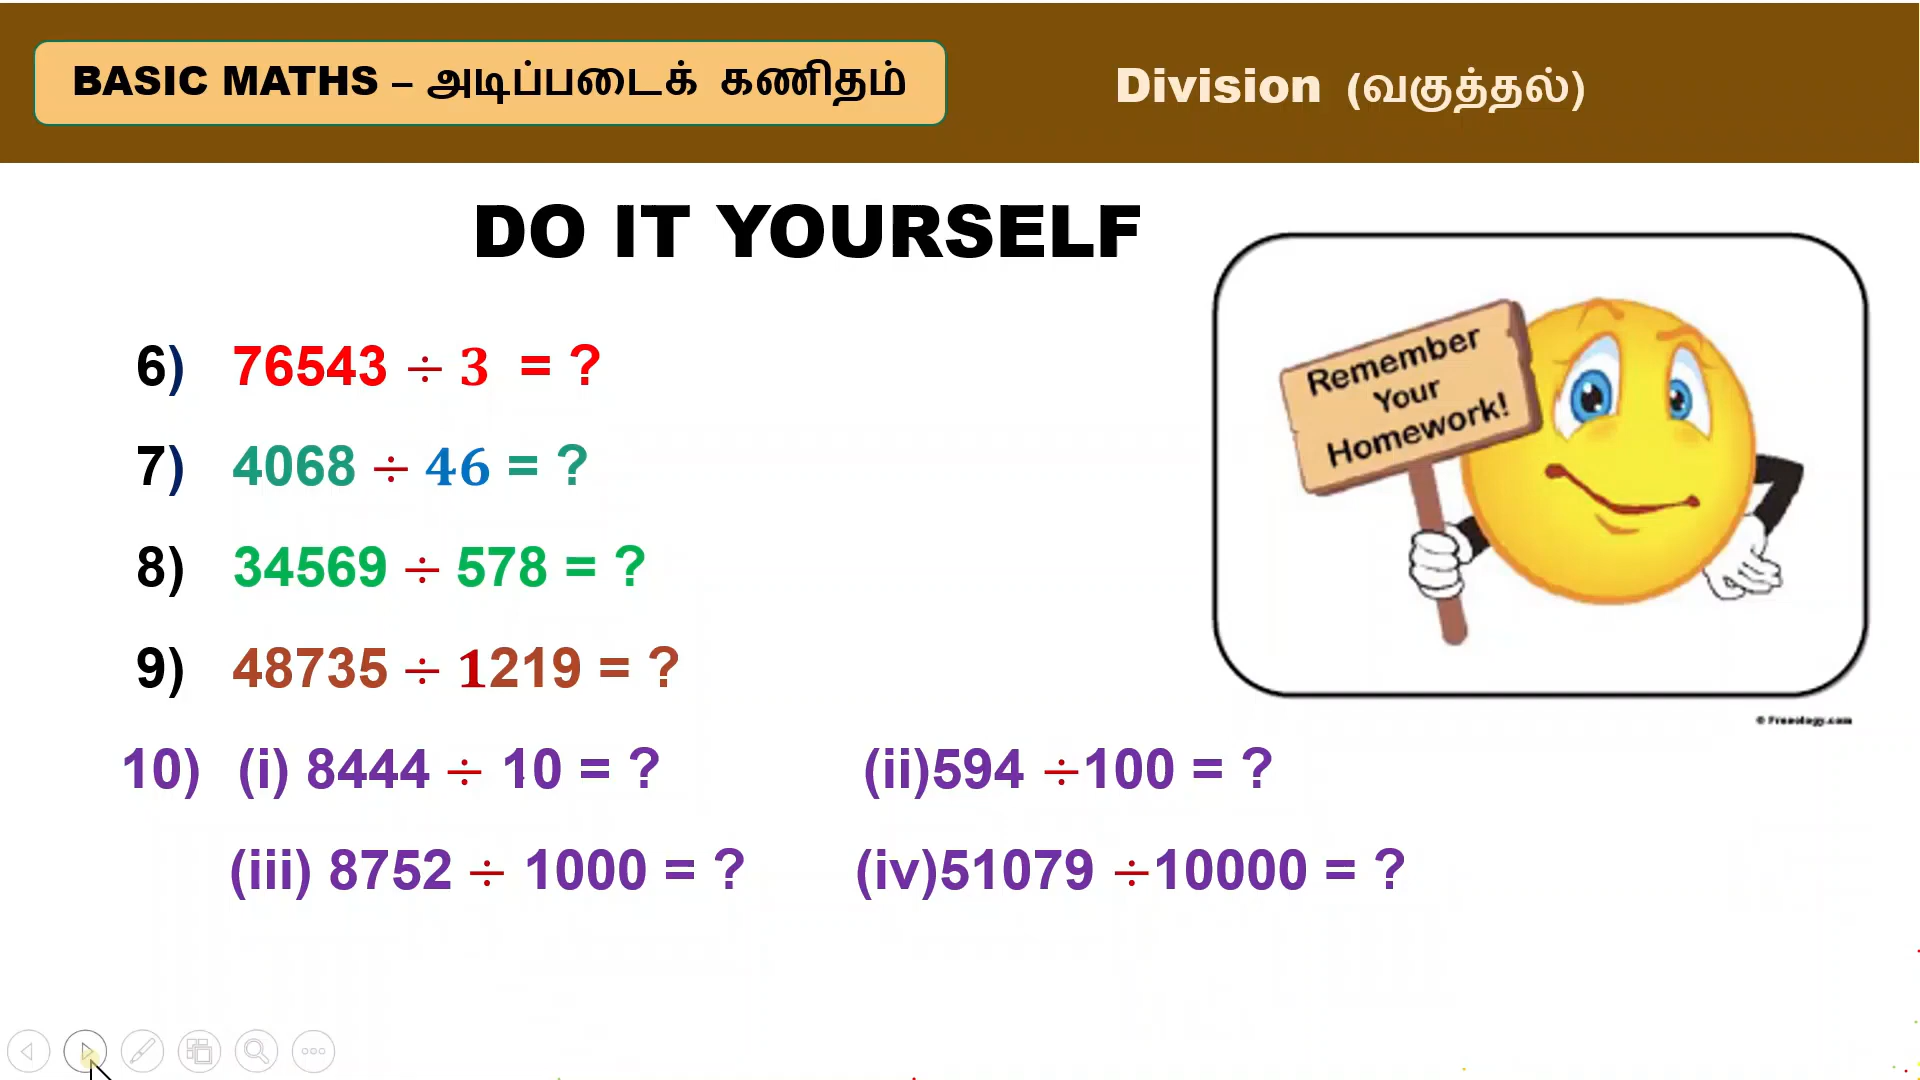 BASIC MATHS – அடிப்படைக் கணிதம்
Division (வகுத்தல்)
DO IT YOURSELF
Remember
Your
Homework!
6) 76543 ÷ 3 = ?
7) 4068 ÷ 46 = ?
8) 34569 ÷ 578 = ?
9) 48735 ÷ 1219 = ?
© Freeology.com
10) (i) 8444 ÷ 10 = ? (ii)594 ÷100 = ?
(iii) 8752 ÷ 1000 = ? (iv)51079 ÷10000 = ?